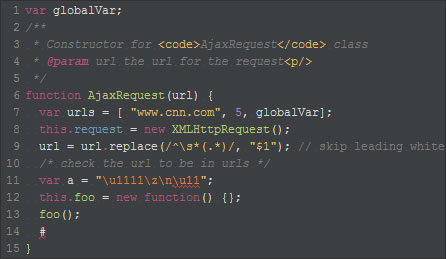 1 var globalVar;
2 /**
3 * Constructor for <code>AjaxRequest</code> class
4 * @param url the url for the request<p/>
5 */
6 function AjaxRequest(url) {
7 var urls = [ "www.cnn.com", 5, globalVar];
8 this.request = new XMLHttpRequest();
9 url = url.replace(/^\s*(.*)/, "$1"); // skip leading white
10 /* check the url to be in urls */
11 var a = "\u1111\z\n\u11";
12 this.foo = new function() {};
13 foo();
14 #
15 }